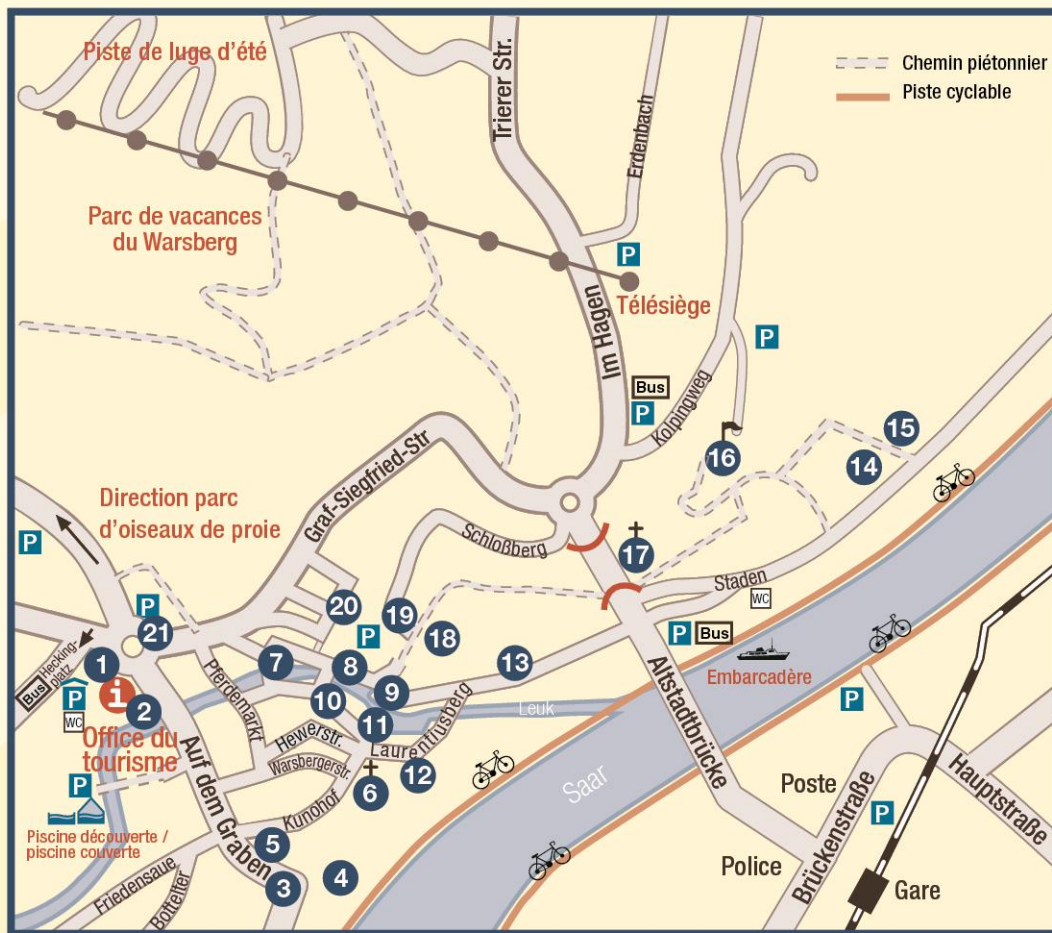 Piste de luge d'été
Trierer Str.
Erdenbach
Chemin piétonnier
Piste cyclable
Parc de vacances
du Warsberg
P
Télésiège
Im Hagen
P
Bus
P
Kolpingweg
16
15
14
Graf-Siegfried-Str
Direction parc
d'oiseaux de proie
P
Schloßberg
17
Staden
WC
P
21
20
19
P
18
P
Bus
Embarcadère
Altstadtbrücke
Hecking-
platz
Bus
P
WC
1
i
2
Office du
tourisme
Pferdemarkt
7
8
9
10
11
13
Leuk
Hewerstr.
Laurentiusberg
Warsbergerstr.
12
6
Kunohof
Auf dem Graben
P
Piscine découverte /
piscine couverte
5
3
4
Friedensaue
Bottelter
Saar
P
Poste
Police
Brückenstraße
P
Hauptstraße
Gare